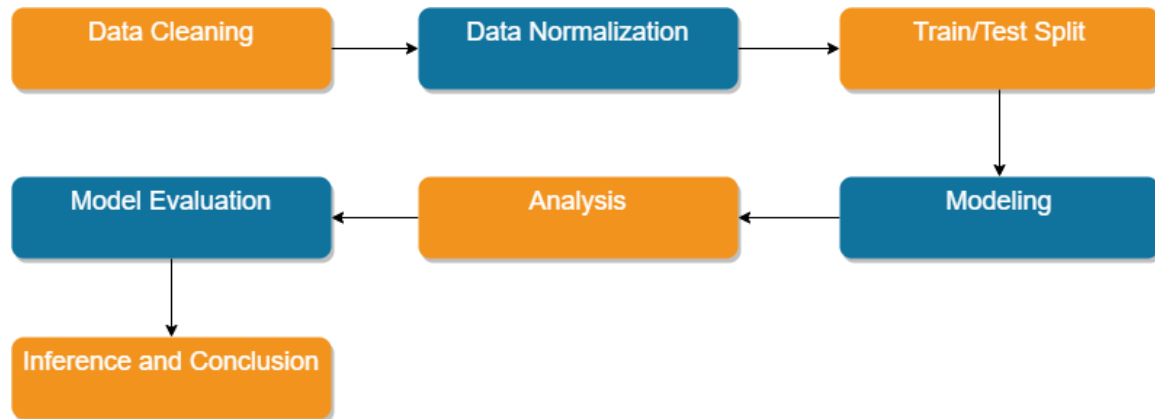 Data Cleaning
Data Normalization
Train/Test Split
Modeling
Analysis
Model Evaluation
Inference and Conclusion